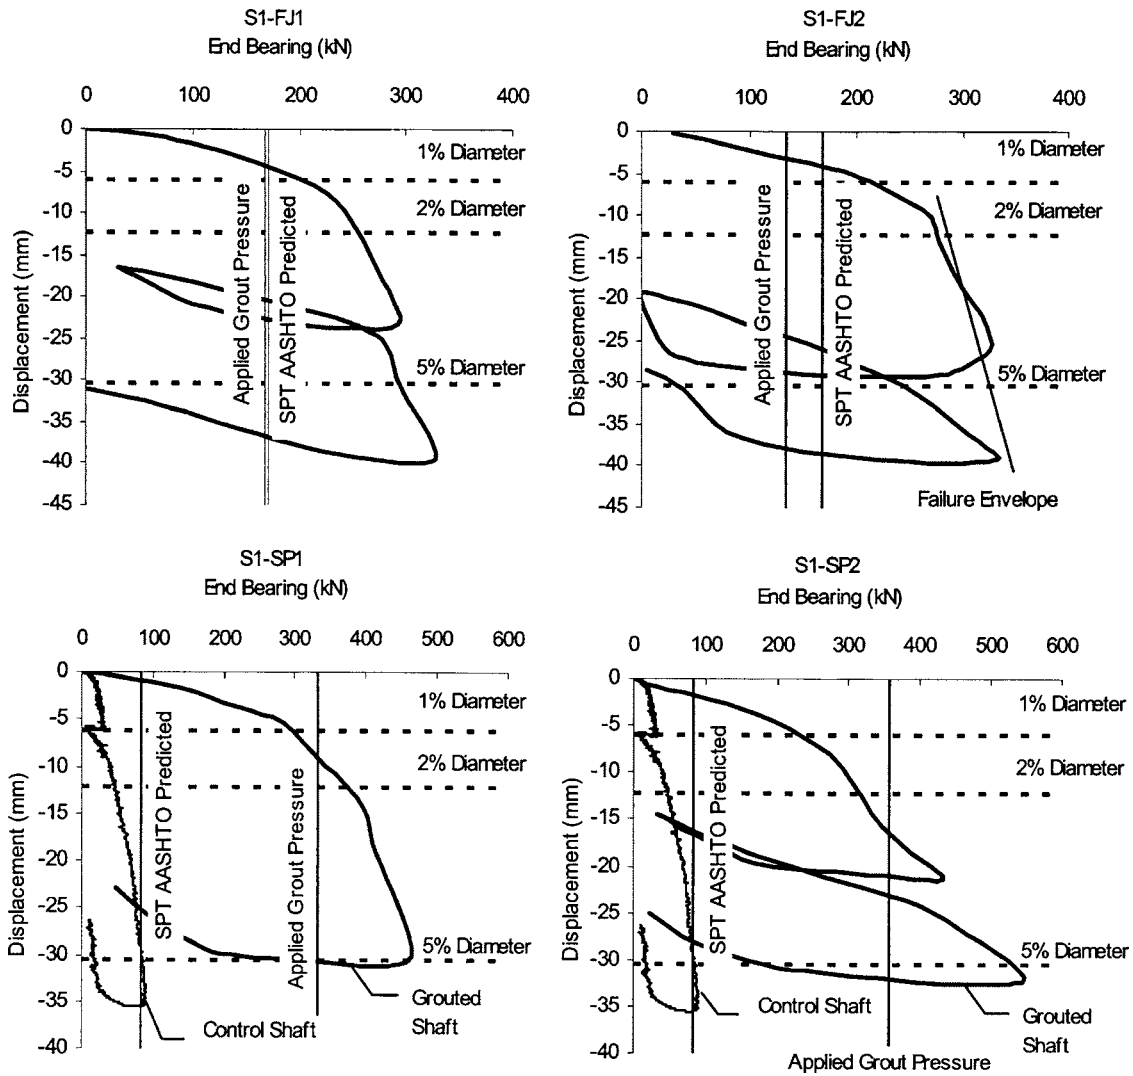 S1-FJ1
End Bearing (kN)
0 100 200 300 400
0
-5
-10
-15
-20
-25
-30
-35
-40
-45
Displacement (mm)
1% Diameter
2% Diameter
5% Diameter
Applied Grout Pressure
SPT AASHTO Predicted
S1-FJ2
End Bearing (kN)
0 100 200 300 400
0
-5
-10
-15
-20
-25
-30
-35
-40
-45
Displacement (mm)
1% Diameter
2% Diameter
5% Diameter
Applied Grout Pressure
SPT AASHTO Predicted
Failure Envelope
S1-SP1
End Bearing (kN)
0 100 200 300 400 500 600
0
-5
-10
-15
-20
-25
-30
-35
-40
Displacement (mm)
1% Diameter
2% Diameter
5% Diameter
SPT AASHTO Predicted
Applied Grout Pressure
Control Shaft
Grouted
Shaft
S1-SP2
End Bearing (kN)
0 100 200 300 400 500 600
0
-5
-10
-15
-20
-25
-30
-35
-40
Displacement (mm)
1% Diameter
2% Diameter
5% Diameter
SPT AASHTO Predicted
Control Shaft
Grouted
Shaft
Applied Grout Pressure